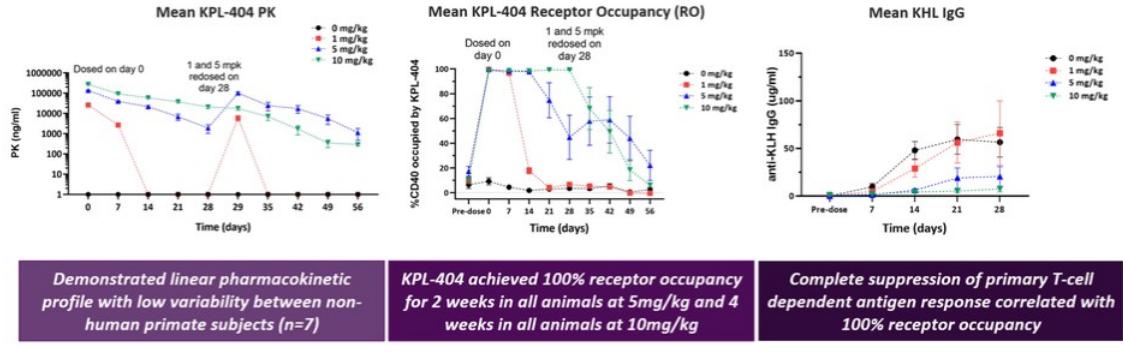 Mean KPL-404 PK
0 mg/kg
1 mg/kg
5 mg/kg
10 mg/kg
Dosed on day 0
1 and 5 mpk
redosed on
day 28
PK (ng/ml)
1000000
100000
10000
1000
100
10
1
0 7 14 21 28 29 35 42 49 56
Time (days)
Mean KPL-404 Receptor Occupancy (RO)
Dosed on
day 0
1 and 5 mpk
redosed on
day 28
0 mg/kg
1 mg/kg
5 mg/kg
10 mg/kg
%CD40 occupied by KPL-404
100
80
60
40
20
0
Pre-dose 0 7 14 21 28 35 42 49 56
Time (days)
Mean KHL IgG
0 mg/kg
1 mg/kg
5 mg/kg
10 mg/kg
anti-KLH IgG (ug/ml)
150
100
50
0
Pre-dose 7 14 21 28
Time (days)
Demonstrated linear pharmacokinetic
profile with low variability between non-
human primate subjects (n=7)
KPL-404 achieved 100% receptor occupancy
for 2 weeks in all animals at 5mg/kg and 4
weeks in all animals at 10mg/kg
Complete suppression of primary T-cell
dependent antigen response correlated with
100% receptor occupancy